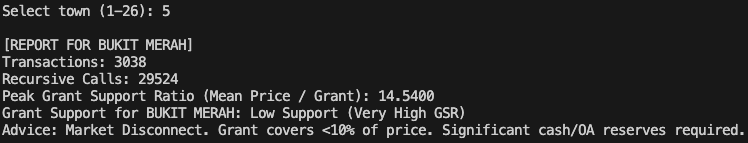 Select town (1-26): 5
[REPORT FOR BUKIT MERAH]
Transactions: 3038
Recursive Calls: 29524
Peak Grant Support Ratio (Mean Price / Grant): 14.5400
Grant Support for BUKIT MERAH: Low Support (Very High GSR)
Advice: Market Disconnect. Grant covers <10% of price. Significant cash/OA reserves required.